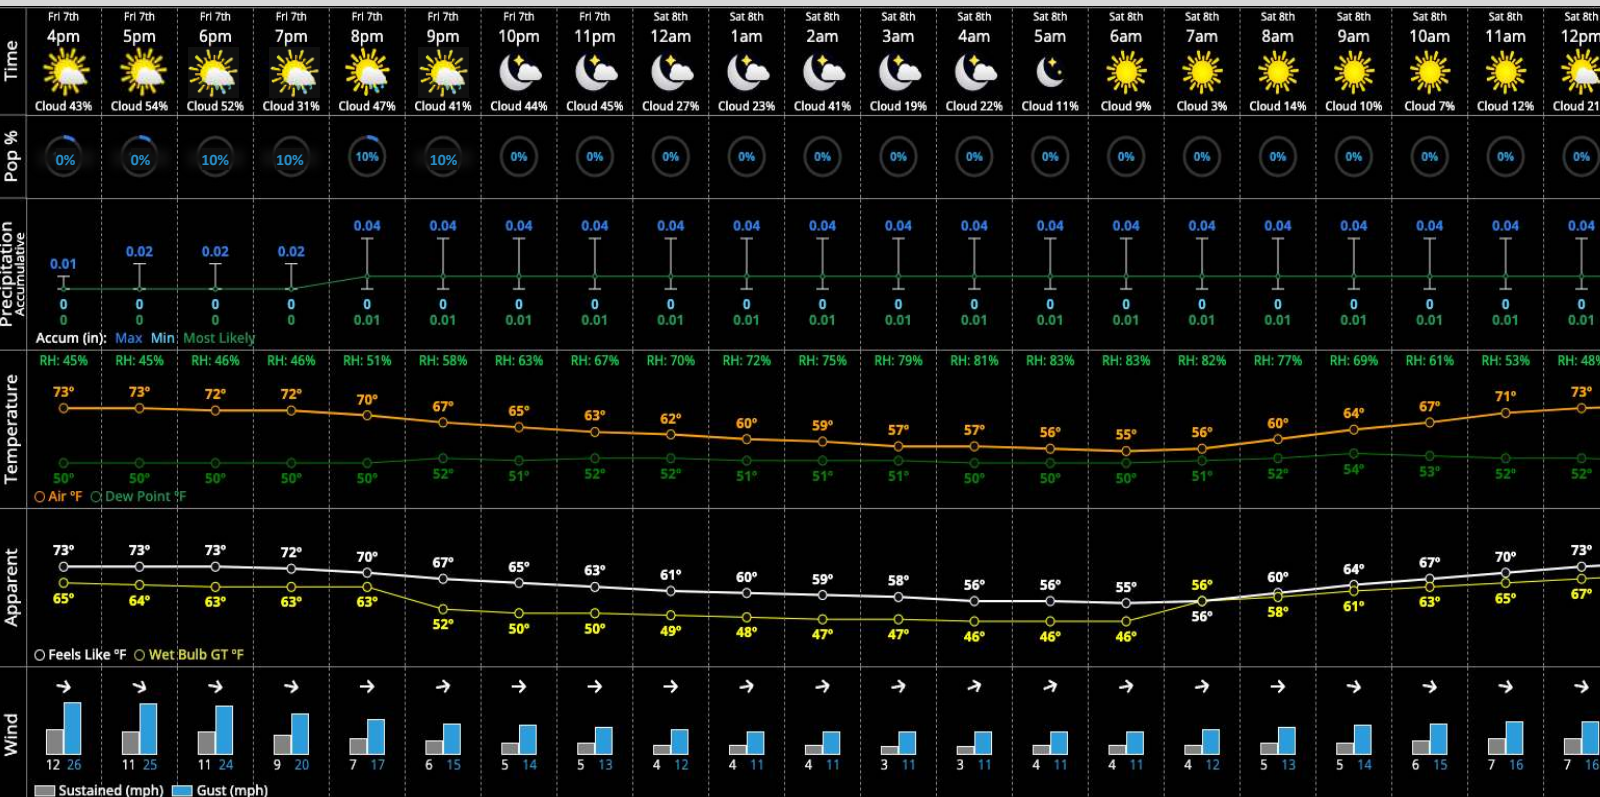 Fri 7th Fri 7th Fri 7th Fri 7th Fri 7th Fri 7th Fri 7th Fri 7th Sat 8th Sat 8th Sat 8th Sat 8th Sat 8th Sat 8th Sat 8th Sat 8th Sat 8th Sat 8th Sat 8th Sat 8th Sat 8th
4pm 5pm 6pm 7pm 8pm 9pm 10pm 11pm 12am 1am 2am 3am 4am 5am 6am 7am 8am 9am 10am 11am 12pm
Time
Cloud 43% Cloud 54% Cloud 52% Cloud 31% Cloud 47% Cloud 41% Cloud 44% Cloud 45% Cloud 27% Cloud 23% Cloud 41% Cloud 19% Cloud 22% Cloud 11% Cloud 9% Cloud 3% Cloud 14% Cloud 10% Cloud 7% Cloud 12% Cloud 21
Pop %
0% 0% 10% 10% 10% 10% 0% 0% 0% 0% 0% 0% 0% 0% 0% 0% 0% 0% 0% 0% 0%
Precipitation
Accumulative
0.01 0.02 0.02 0.02 0.04 0.04 0.04 0.04 0.04 0.04 0.04 0.04 0.04 0.04 0.04 0.04 0.04 0.04 0.04 0.04 0.04
0 0 0 0 0 0 0 0 0 0 0 0 0 0 0 0 0 0 0 0 0
0 0 0 0 0.01 0.01 0.01 0.01 0.01 0.01 0.01 0.01 0.01 0.01 0.01 0.01 0.01 0.01 0.01 0.01 0.01
Accum (in): Max Min Most Likely
RH: 45% RH: 45% RH: 46% RH: 46% RH: 51% RH: 58% RH: 63% RH: 67% RH: 70% RH: 72% RH: 75% RH: 79% RH: 81% RH: 83% RH: 83% RH: 82% RH: 77% RH: 69% RH: 61% RH: 53% RH: 48%
Temperature
73° 73° 72° 72° 70° 67° 65° 63° 62° 60° 59° 57° 57° 56° 55° 56° 60° 64° 67° 71° 73°
50° 50° 50° 50° 50° 52° 51° 52° 52° 51° 51° 51° 50° 50° 50° 51° 52° 54° 53° 52° 52°
Air °F Dew Point °F
Apparent
73° 73° 73° 72° 70° 67° 65° 63° 61° 60° 59° 58° 56° 56° 55° 56° 60° 64° 67° 70° 73°
65° 64° 63° 63° 63° 52° 50° 50° 49° 48° 47° 47° 46° 46° 46° 56° 58° 61° 63° 65° 67°
Feels Like °F Wet Bulb GT °F
Wind
12 26 11 25 11 24 9 20 7 17 6 15 5 14 5 13 4 12 4 11 4 11 3 11 3 11 4 11 4 11 4 12 5 13 5 14 6 15 7 16 7 16
Sustained (mph) Gust (mph)